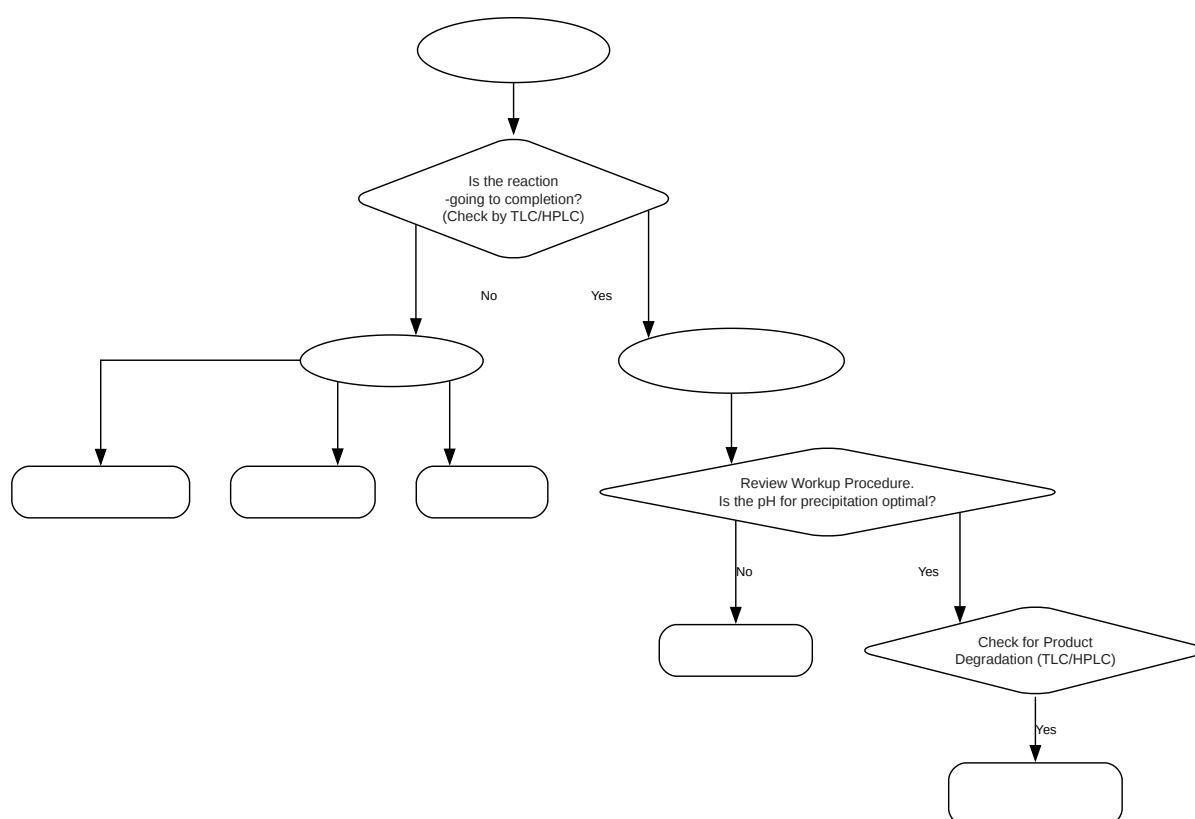 Is the reaction
-going to completion?
(Check by TLC/HPLC)
No
Yes
Review Workup Procedure.
Is the pH for precipitation optimal?
No
Yes
Check for Product
Degradation (TLC/HPLC)
Yes